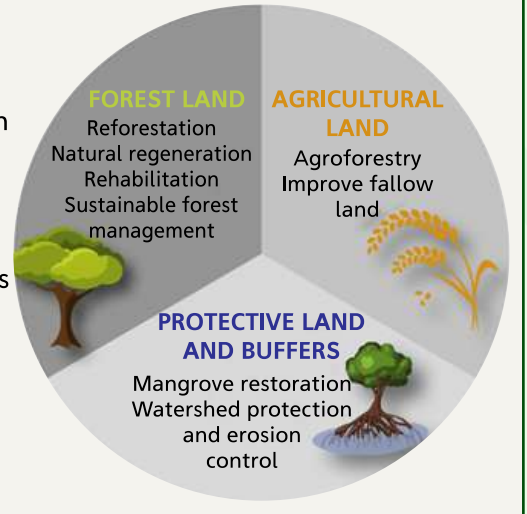 FOREST LAND
Reforestation
Natural regeneration
Rehabilitation
Sustainable forest
management
AGRICULTURAL
LAND
Agroforestry
Improve fallow
land
PROTECTIVE LAND
AND BUFFERS
Mangrove restoration
Watershed protection
and erosion
control